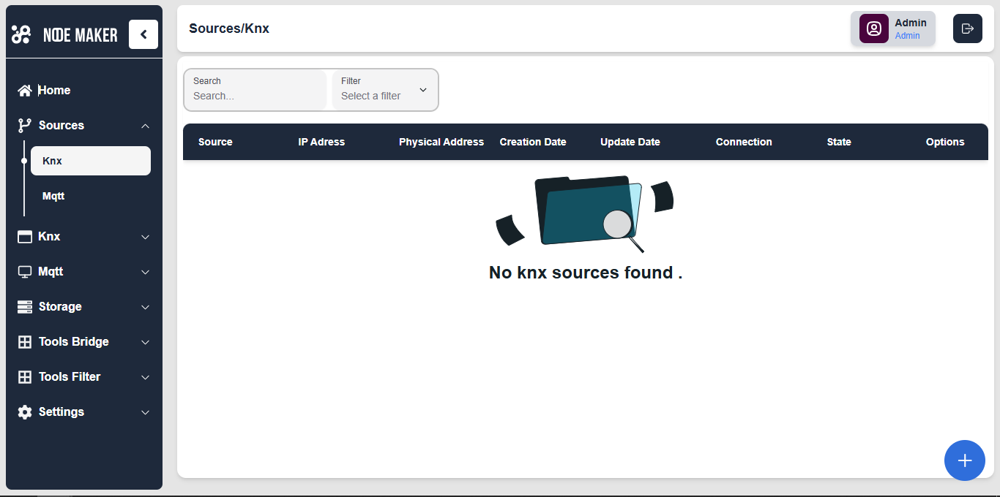 NODE MAKER
Home
Sources
Knx
Mqtt
Knx
Mqtt
Storage
Tools Bridge
Tools Filter
Settings
Sources/Knx
Admin
Admin
Search
Search...
Filter
Select a filter
Source IP Adress Physical Address Creation Date Update Date Connection State Options
No knx sources found .